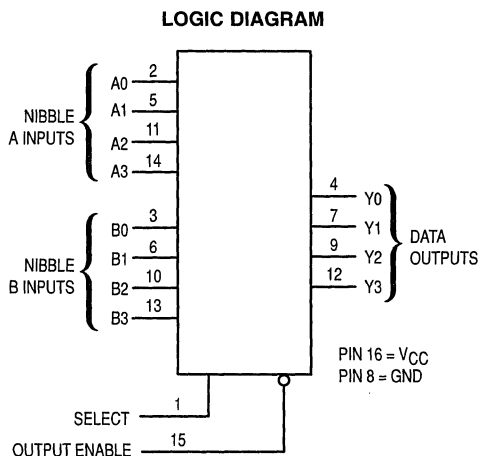 LOGIC DIAGRAM
NIBBLE
A INPUTS
A0 2
A1 5
A2 11
A3 14
NIBBLE
B INPUTS
B0 3
B1 6
B2 10
B3 13
4 Y0
7 Y1
9 Y2
12 Y3
DATA
OUTPUTS
PIN 16 = VCC
PIN 8 = GND
SELECT 1
OUTPUT ENABLE 15